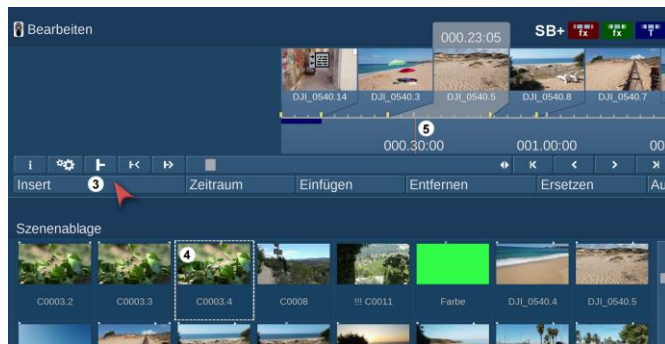 Bearbeiten
000.23:05
SB+ fx fx T
DJI_0540.14 DJI_0540.3 DJI_0540.5 DJI_0540.8 DJI_0540.7
5
000.30:00 001.00:00 00
i
Insert 3 Zeitraum Einfügen Entfernen Ersetzen Au
Szenenablage
4
C0003.2 C0003.3 C0003.4 C0008 !!! C0011 Farbe DJI_0540.4 DJI_0540.5